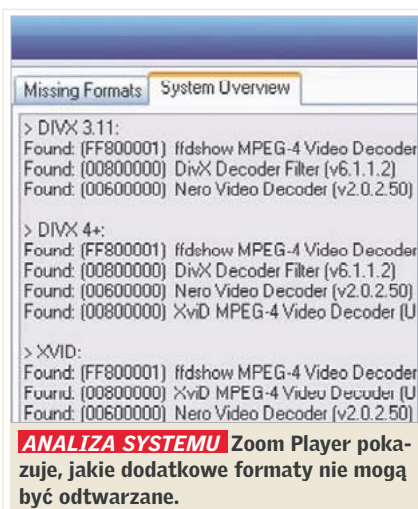 Missing Formats System Overview
> DIVX 3.11:
Found: (FF800001) ffdshow MPEG-4 Video Decoder
Found: (00800000) DivX Decoder Filter (v6.1.1.2)
Found: (00600000) Nero Video Decoder (v2.0.2.50)
> DIVX 4+:
Found: (FF800001) ffdshow MPEG-4 Video Decoder
Found: (00800000) DivX Decoder Filter (v6.1.1.2)
Found: (00600000) Nero Video Decoder (v2.0.2.50)
Found: (00800000) XviD MPEG-4 Video Decoder (U
> XVID:
Found: (FF800001) ffdshow MPEG-4 Video Decoder
Found: (00800000) XviD MPEG-4 Video Decoder (U
Found: (00600000) Nero Video Decoder (v2.0.2.50)
ANALIZA SYSTEMU Zoom Player poka-
zuje, jakie dodatkowe formaty nie mogą
być odtwarzane.